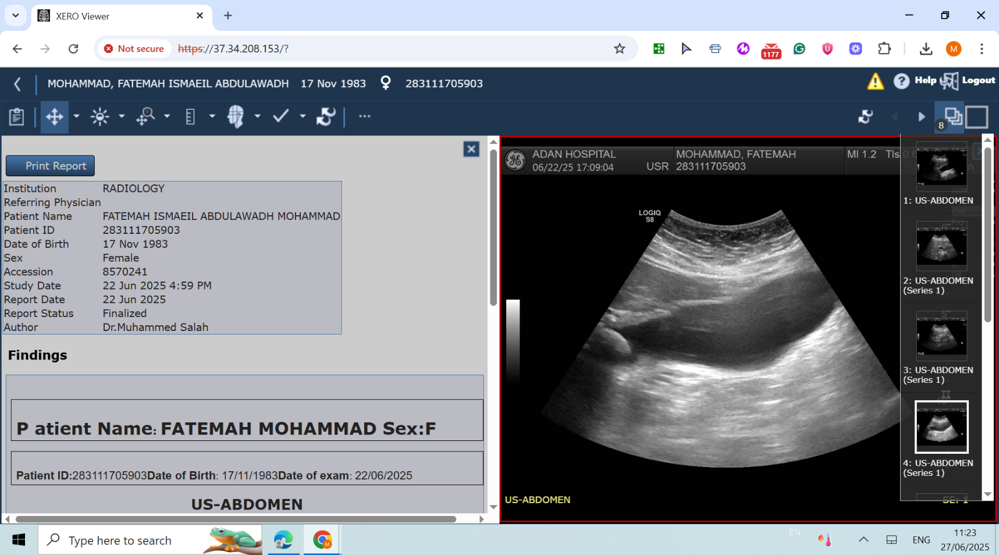 XERO Viewer
Not secure
https://37.34.208.153/?
1177
M
MOHAMMAD, FATEMAH ISMAEIL ABDULAWADH 17 Nov 1983 283111705903
Help
Logout
8
Print Report
Institution RADIOLOGY
Referring Physician
Patient Name FATEMAH ISMAEIL ABDULAWADH MOHAMMAD
Patient ID 283111705903
Date of Birth 17 Nov 1983
Sex Female
Accession 8570241
Study Date 22 Jun 2025 4:59 PM
Report Date 22 Jun 2025
Report Status Finalized
Author Dr.Muhammed Salah
Findings
P atient Name: FATEMAH MOHAMMAD Sex:F
Patient ID:283111705903Date of Birth: 17/11/1983Date of exam: 22/06/2025
US-ABDOMEN
ADAN HOSPITAL
06/22/25 17:09:04 USR
MOHAMMAD, FATEMAH
283111705903
MI 1.2 TIs 0.6
LOGIQ
S8
US-ABDOMEN
SE: 1
1: US-ABDOMEN
2: US-ABDOMEN
(Series 1)
3: US-ABDOMEN
(Series 1)
4: US-ABDOMEN
(Series 1)
Type here to search
EN
ENG
11:23
27/06/2025